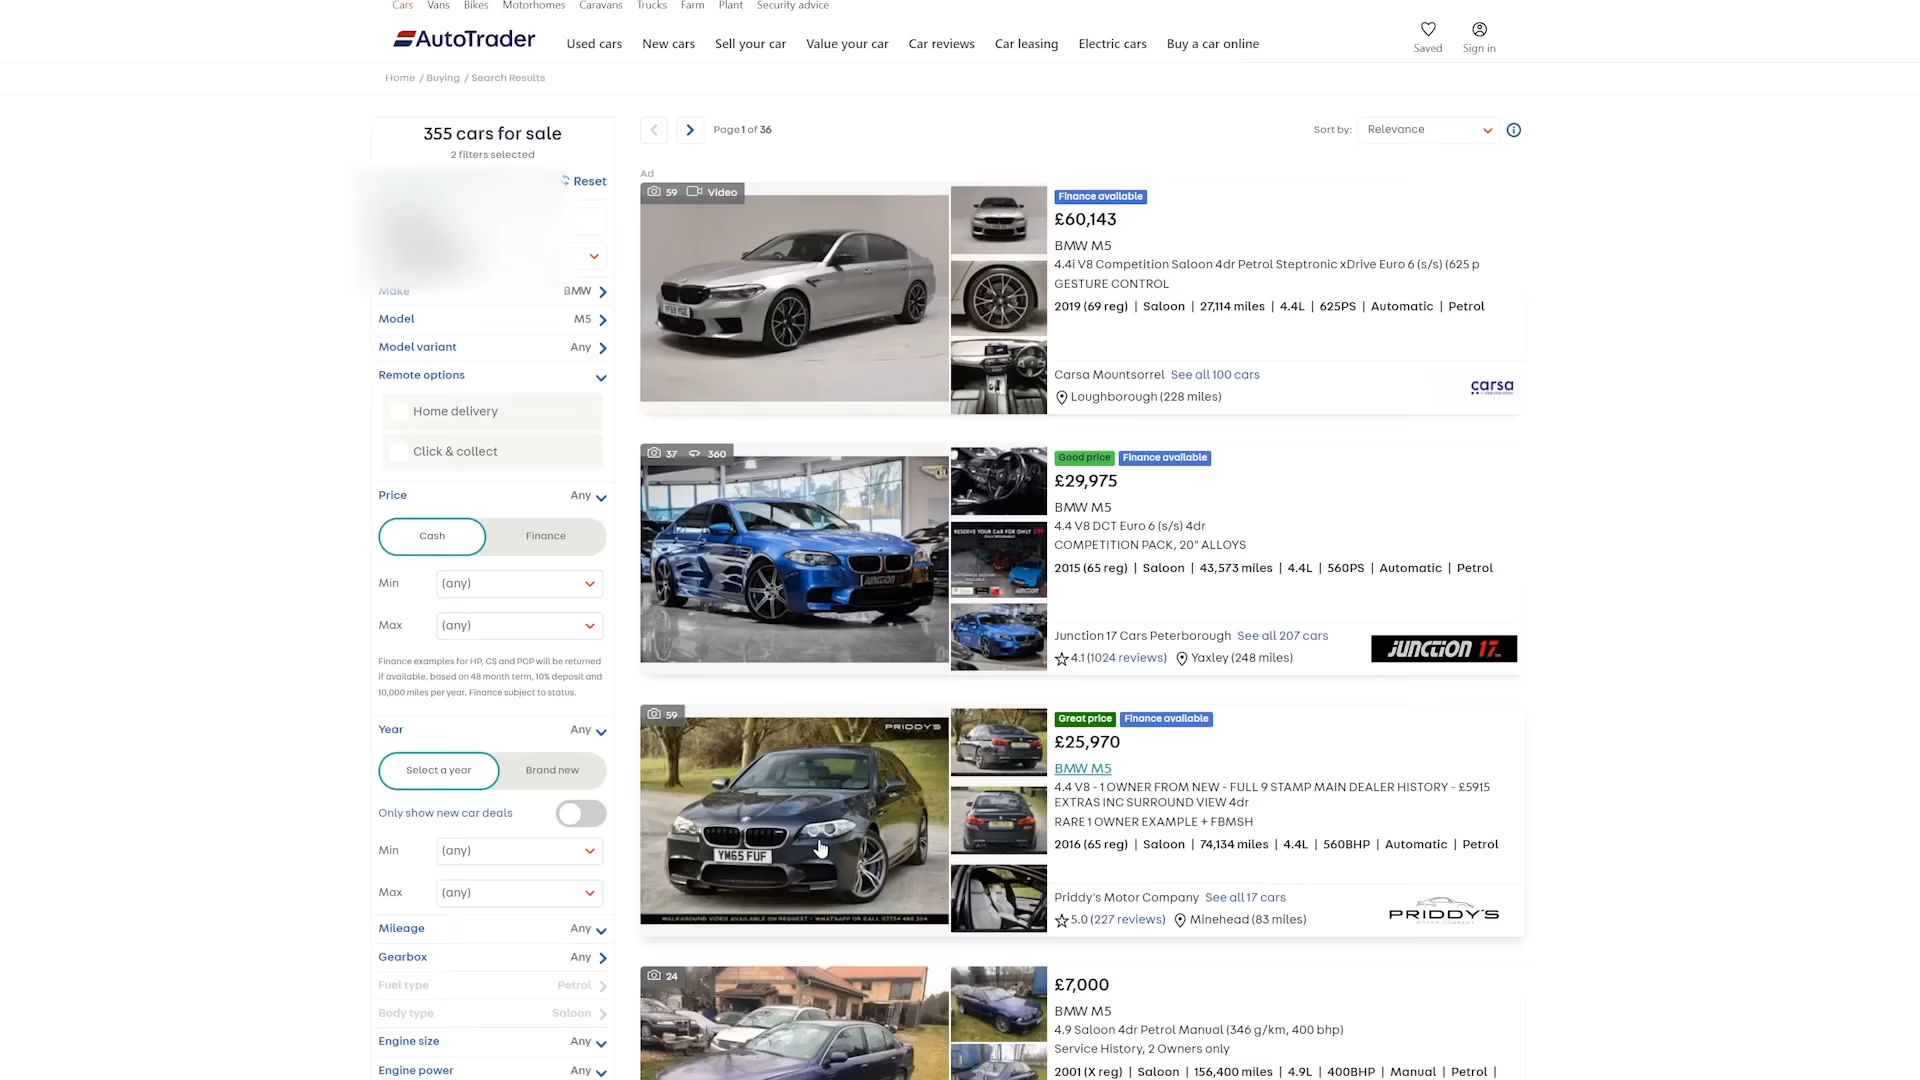 Cars Vans Bikes Motorhomes Caravans Trucks Farm Plant Security advice
AutoTrader
Used cars New cars Sell your car Value your car Car reviews Car leasing Electric cars Buy a car online
Saved Sign in
Home / Buying / Search Results
355 cars for sale
2 filters selected
Reset
Make BMW
Model M5
Model variant Any
Remote options
Home delivery
Click & collect
Price Any
Cash Finance
Min (any)
Max (any)
Finance examples for HP, CS and PCP will be returned
if available, based on 48 month term, 10% deposit and
10,000 miles per year. Finance subject to status.
Year Any
Select a year Brand new
Only show new car deals
Min (any)
Max (any)
Mileage Any
Gearbox Any
Fuel type Petrol
Body type Saloon
Engine size Any
Engine power Any
Page 1 of 36
Sort by: Relevance
Ad
59 Video
Finance available
£60,143
BMW M5
4.4i V8 Competition Saloon 4dr Petrol Steptronic xDrive Euro 6 (s/s) (625 p
GESTURE CONTROL
2019 (69 reg) | Saloon | 27,114 miles | 4.4L | 625PS | Automatic | Petrol
Carsa Mountsorrel See all 100 cars
Loughborough (228 miles)
carsa
37 360
JUNCTION 17
Good price Finance available
£29,975
BMW M5
4.4 V8 DCT Euro 6 (s/s) 4dr
COMPETITION PACK, 20" ALLOYS
2015 (65 reg) | Saloon | 43,573 miles | 4.4L | 560PS | Automatic | Petrol
Junction 17 Cars Peterborough See all 207 cars
4.1 (1024 reviews) Yaxley (248 miles)
JUNCTION 17
59
PRIDDY'S
YM65 FUF
WALKAROUND VIDEO AVAILABLE ON REQUEST - WHATSAPP OR CALL 07754 480 304
Great price Finance available
£25,970
BMW M5
4.4 V8 - 1 OWNER FROM NEW - FULL 9 STAMP MAIN DEALER HISTORY - £5915
EXTRAS INC SURROUND VIEW 4dr
RARE 1 OWNER EXAMPLE + FBMSH
2016 (65 reg) | Saloon | 74,134 miles | 4.4L | 560BHP | Automatic | Petrol
Priddy's Motor Company See all 17 cars
5.0 (227 reviews) Minehead (83 miles)
PRIDDY'S
24
£7,000
BMW M5
4.9 Saloon 4dr Petrol Manual (346 g/km, 400 bhp)
Service History, 2 Owners only
2001 (X reg) | Saloon | 156,400 miles | 4.9L | 400BHP | Manual | Petrol |